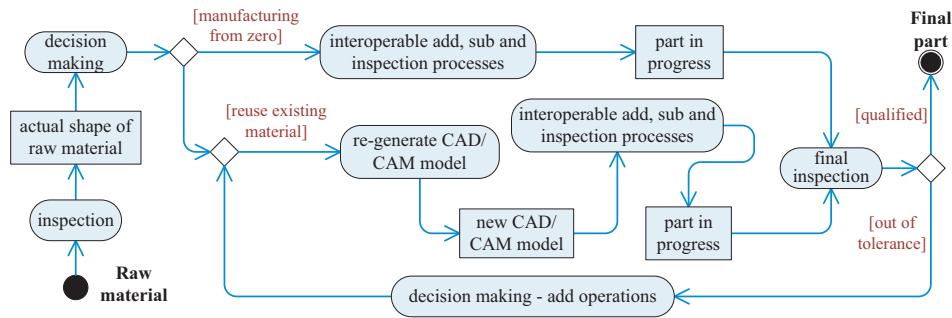 [manufacturing
from zero]
Final
part
decision
making
interoperable add, sub and
inspection processes
part in
progress
[reuse existing
material]
interoperable add, sub and
inspection processes
[qualified]
actual shape of
raw material
re-generate CAD/
CAM model
final
inspection
inspection
new CAD/
CAM model
part in
progress
[out of
tolerance]
Raw
material
decision making - add operations